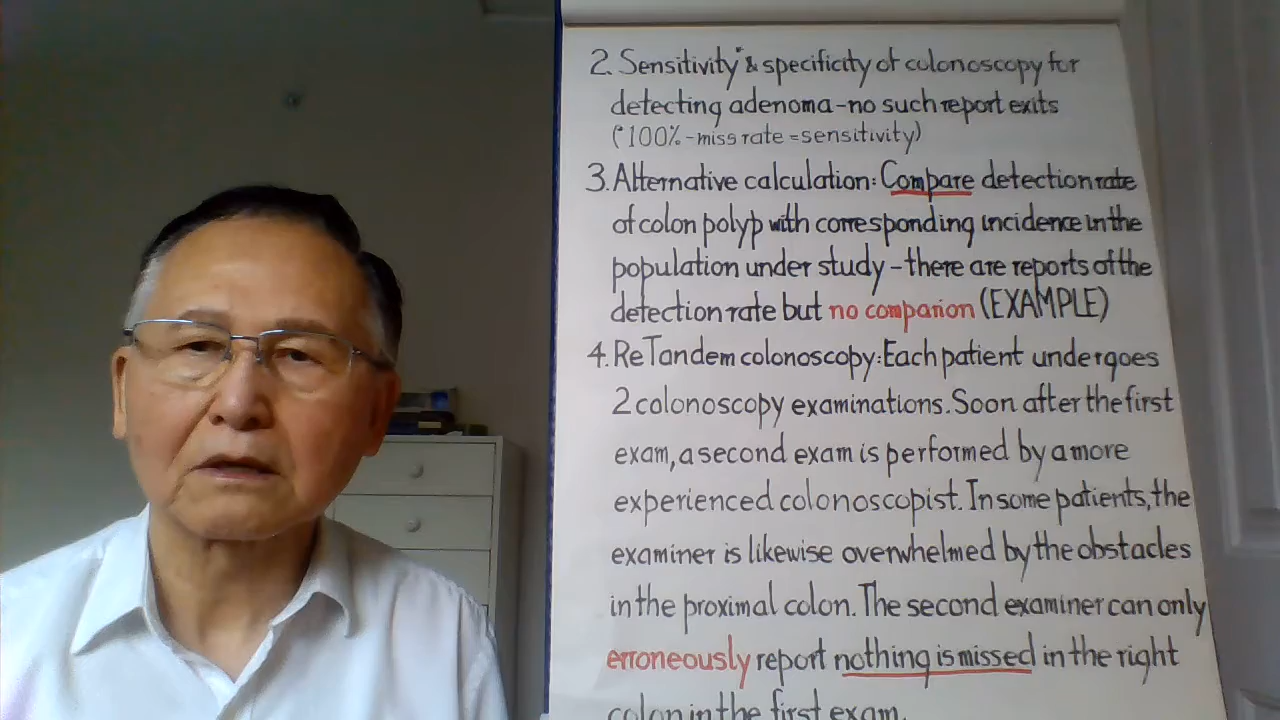 2. Sensitivity* & specificity of colonoscopy for
detecting adenoma-no such report exits
(*100%-miss rate=sensitivity)
3. Alternative calculation: Compare detection rate
of colon polyp with corresponding incidence in the
population under study-there are reports of the
detection rate but no comparion (EXAMPLE)
4. Re Tandem colonoscopy: Each patient undergoes
2 colonoscopy examinations. Soon after the first
exam, a second exam is performed by a more
experienced colonoscopist. In some patients, the
examiner is likewise overwhelmed by the obstacles
in the proximal colon. The second examiner can only
erroneously report nothing is missed in the right
colon in the first exam.